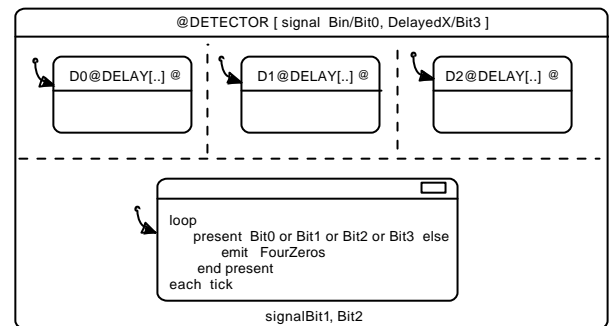 @DETECTOR [ signal Bin/Bit0, DelayedX/Bit3 ]
D0@DELAY[..] @
D1@DELAY[..] @
D2@DELAY[..] @
loop
present Bit0 or Bit1 or Bit2 or Bit3 else
emit FourZeros
end present
each tick
signalBit1, Bit2